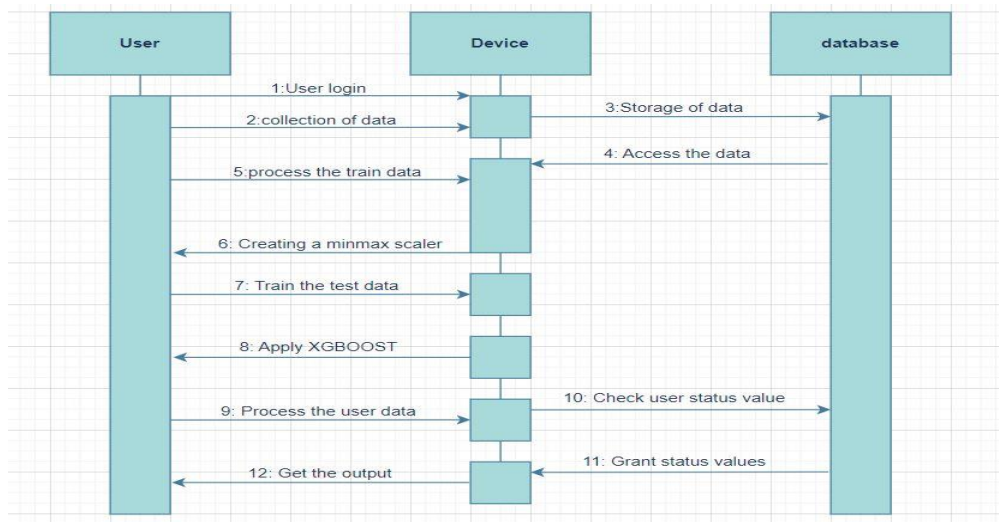 User
Device
database
1:User login
2:collection of data
3:Storage of data
4: Access the data
5:process the train data
6: Creating a minmax scaler
7: Train the test data
8: Apply XGBOOST
9: Process the user data
10: Check user status value
11: Grant status values
12: Get the output